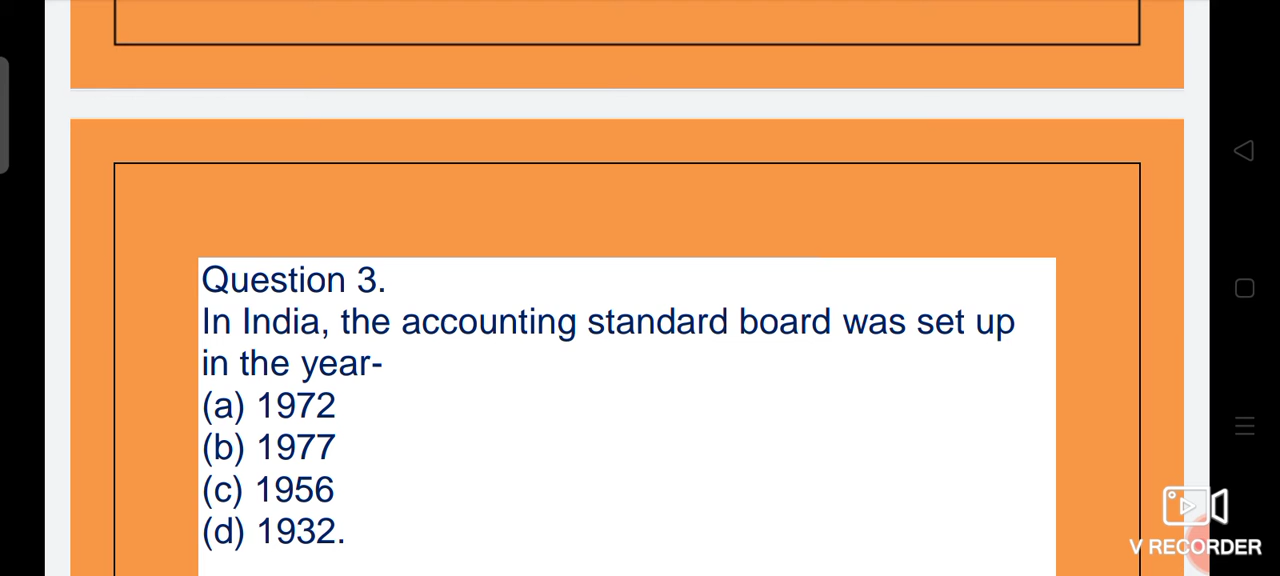 Question 3.
In India, the accounting standard board was set up
in the year-
(a) 1972
(b) 1977
(c) 1956
(d) 1932.
V RECORDER